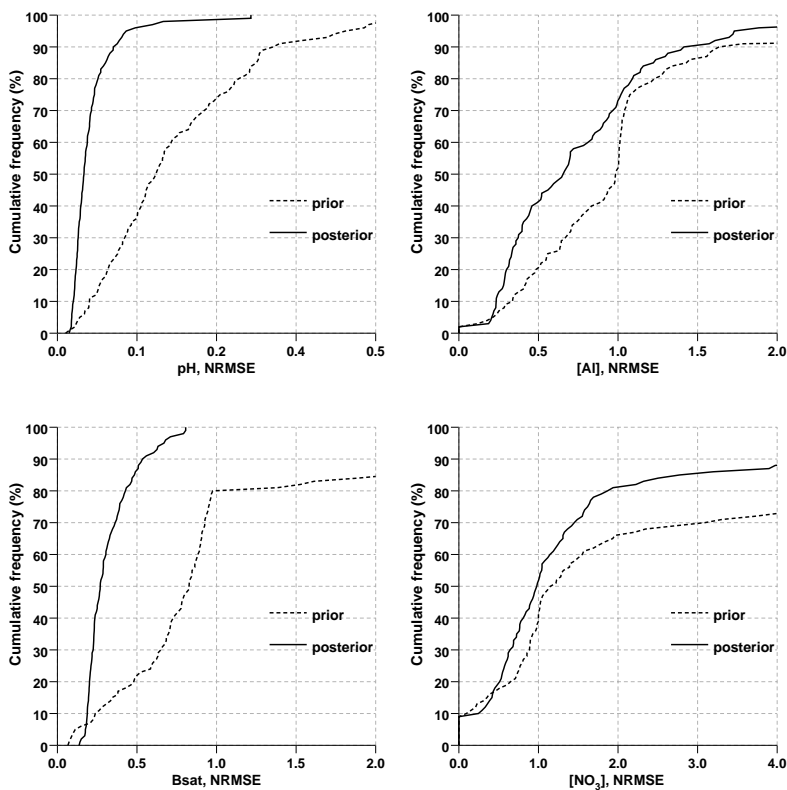 100
90
80
70
60
50
40
30
20
10
0
Cumulative frequency (%)
prior
posterior
0.0 0.1 0.2 0.4 0.5
pH, NRMSE
100
90
80
70
60
50
40
30
20
10
0
Cumulative frequency (%)
prior
posterior
0.0 0.5 1.0 1.5 2.0
[Al], NRMSE
100
90
80
70
60
50
40
30
20
10
0
Cumulative frequency (%)
prior
posterior
0.0 0.5 1.0 1.5 2.0
Bsat, NRMSE
100
90
80
70
60
50
40
30
20
10
0
Cumulative frequency (%)
prior
posterior
0.0 1.0 2.0 3.0 4.0
[NO₃], NRMSE